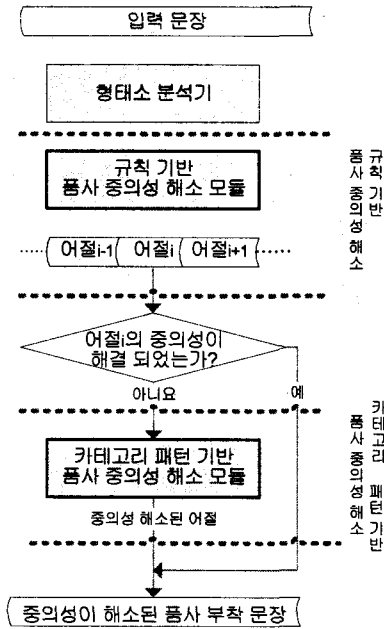 입력 문장
형태소 분석기
규칙 기반
품사 중의성 해소 모듈
규칙 기반
품사 중의성 해소
어절i-1 어절i 어절i+1
어절i의 중의성이
해결 되었는가?
아니요
예
카테고리 패턴 기반
품사 중의성 해소 모듈
카테고리 패턴 기반
품사 중의성 해소
중의성 해소된 어절
중의성이 해소된 품사 부착 문장